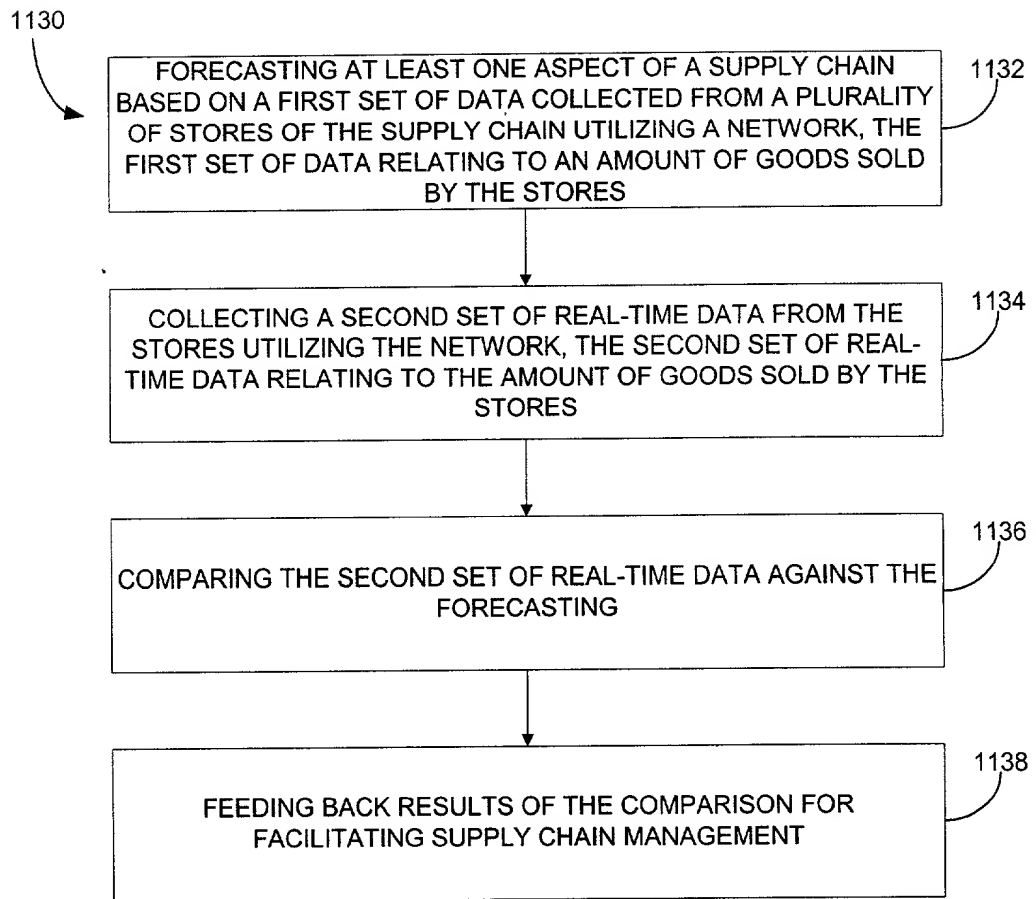 1130
FORECASTING AT LEAST ONE ASPECT OF A SUPPLY CHAIN
BASED ON A FIRST SET OF DATA COLLECTED FROM A PLURALITY
OF STORES OF THE SUPPLY CHAIN UTILIZING A NETWORK, THE
FIRST SET OF DATA RELATING TO AN AMOUNT OF GOODS SOLD
BY THE STORES
1132
COLLECTING A SECOND SET OF REAL-TIME DATA FROM THE
STORES UTILIZING THE NETWORK, THE SECOND SET OF REAL-
TIME DATA RELATING TO THE AMOUNT OF GOODS SOLD BY THE
STORES
1134
COMPARING THE SECOND SET OF REAL-TIME DATA AGAINST THE
FORECASTING
1136
FEEDING BACK RESULTS OF THE COMPARISON FOR
FACILITATING SUPPLY CHAIN MANAGEMENT
1138